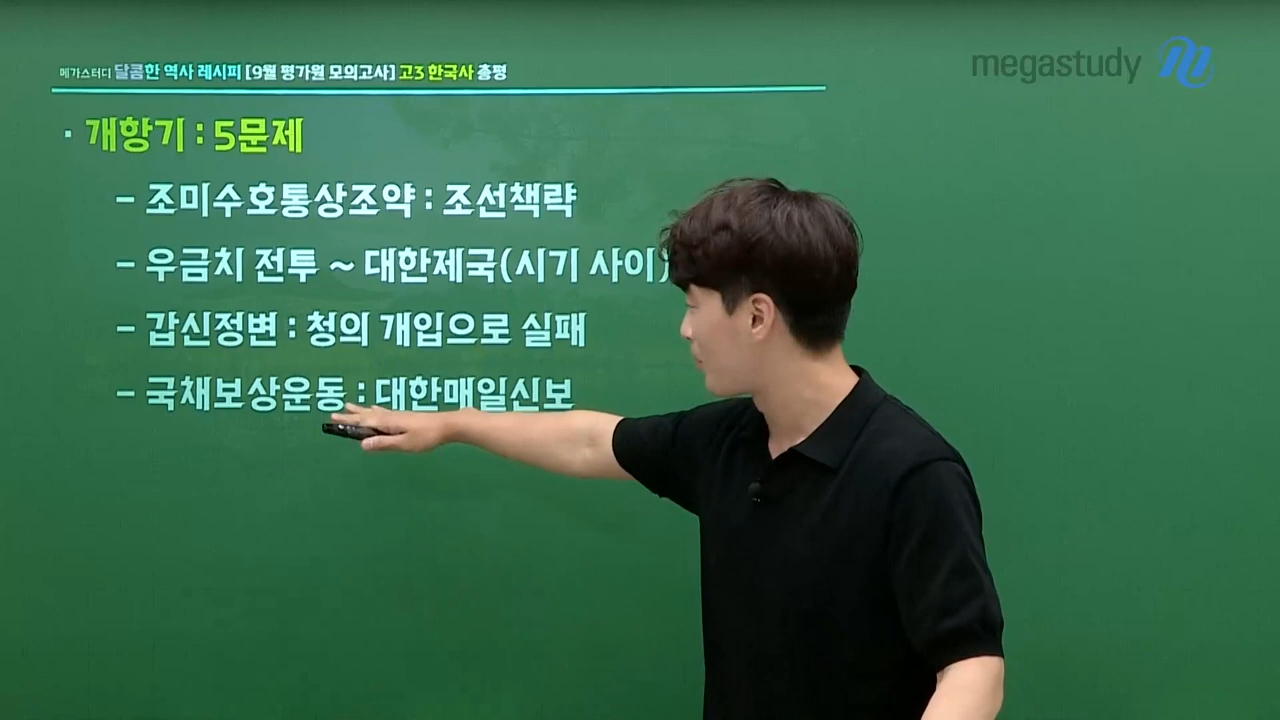 메가스터디 달콤한 역사 레시피 [9월 평가원 모의고사] 고3 한국사 총평
megastudy
· 개항기 : 5문제
- 조미수호통상조약 : 조선책략
- 우금치 전투 ~ 대한제국(시기 사이)
- 갑신정변 : 청의 개입으로 실패
- 국채보상운동 : 대한매일신보